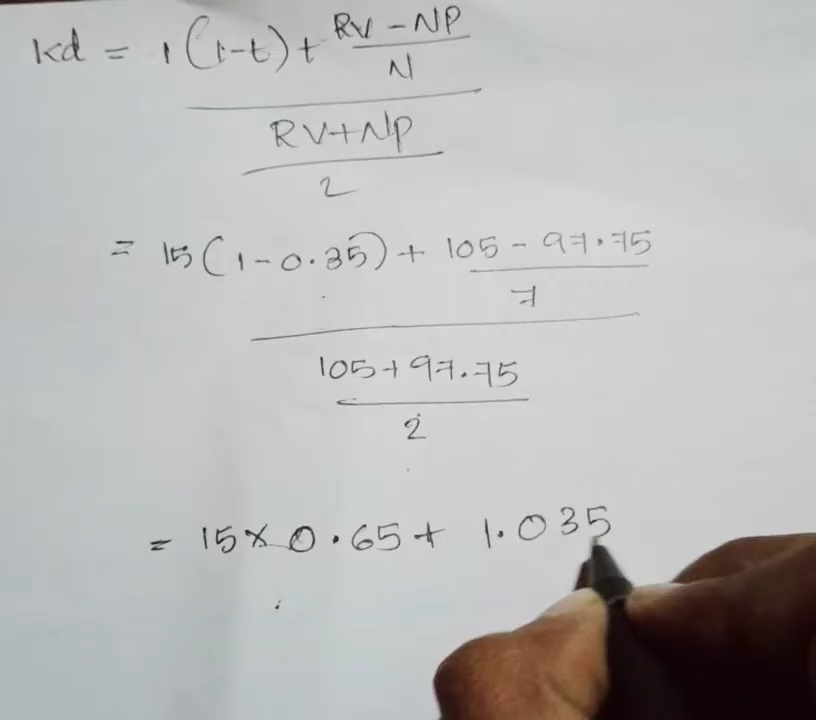 Kd = I(1-t) + RV - NP
N
RV + NP
2
= 15(1 - 0.35) + 105 - 97.75
7
105 + 97.75
2
= 15 × 0.65 + 1.035